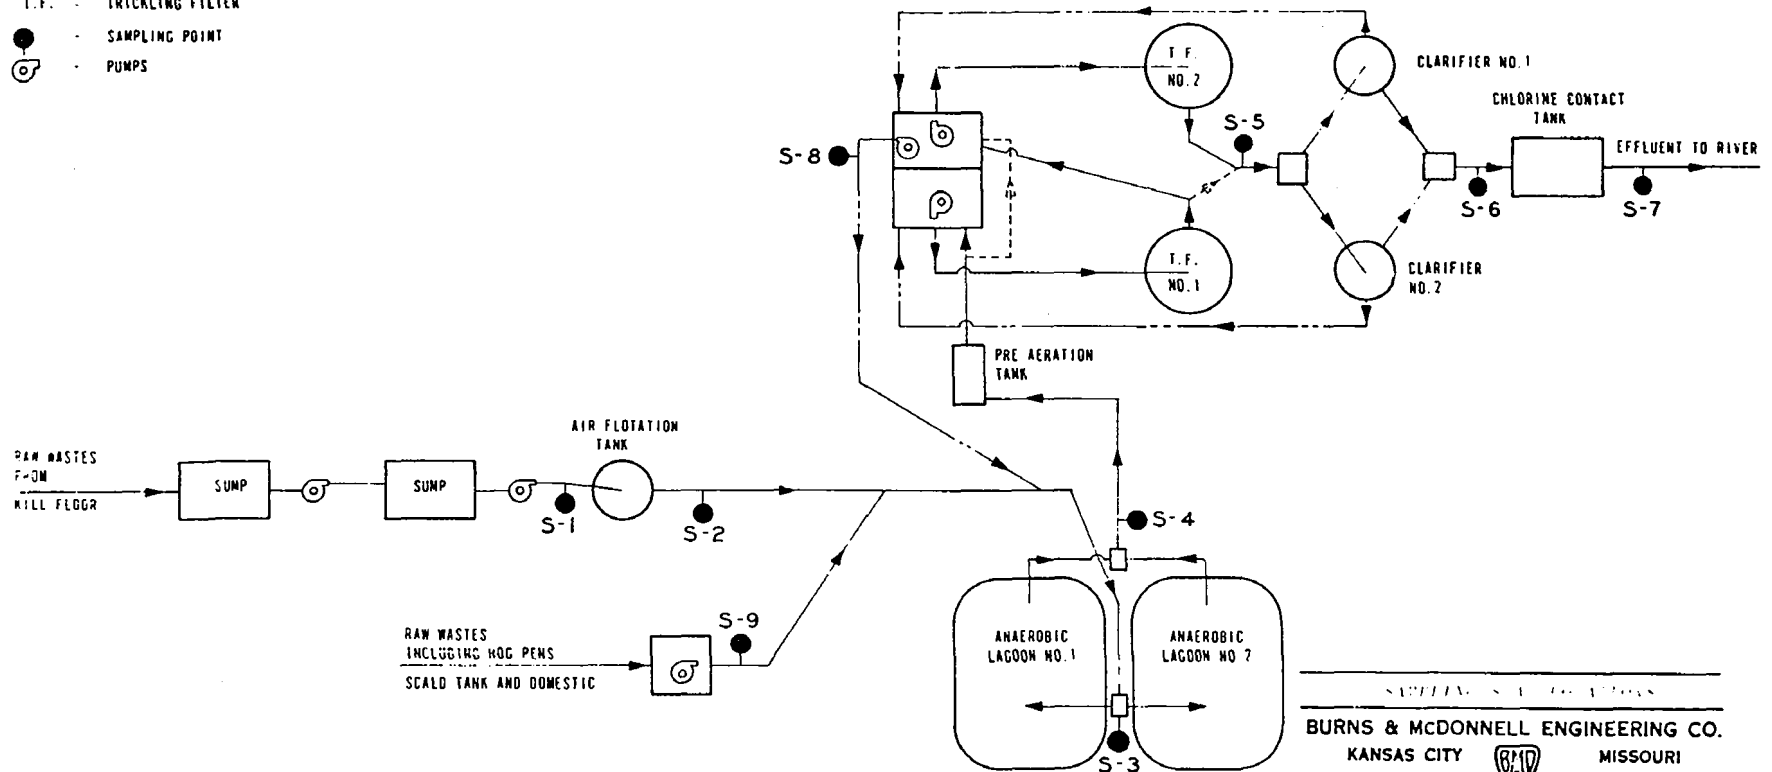 T.F. - TRICKLING FILTER
- SAMPLING POINT
- PUMPS
T.F.
NO.2
S-5
CLARIFIER NO.1
CHLORINE CONTACT
TANK
EFFLUENT TO RIVER
S-8
S-6
S-7
T.F.
NO.1
CLARIFIER
NO.2
PRE AERATION
TANK
AIR FLOTATION
TANK
RAW WASTES
FROM
KILL FLOOR
SUMP
SUMP
S-1
S-2
S-4
S-9
RAW WASTES
INCLUDING HOG PENS
SCALD TANK AND DOMESTIC
ANAEROBIC
LAGOON NO.1
ANAEROBIC
LAGOON NO 2
S-3
BURNS & McDONNELL ENGINEERING CO.
KANSAS CITY BMD MISSOURI